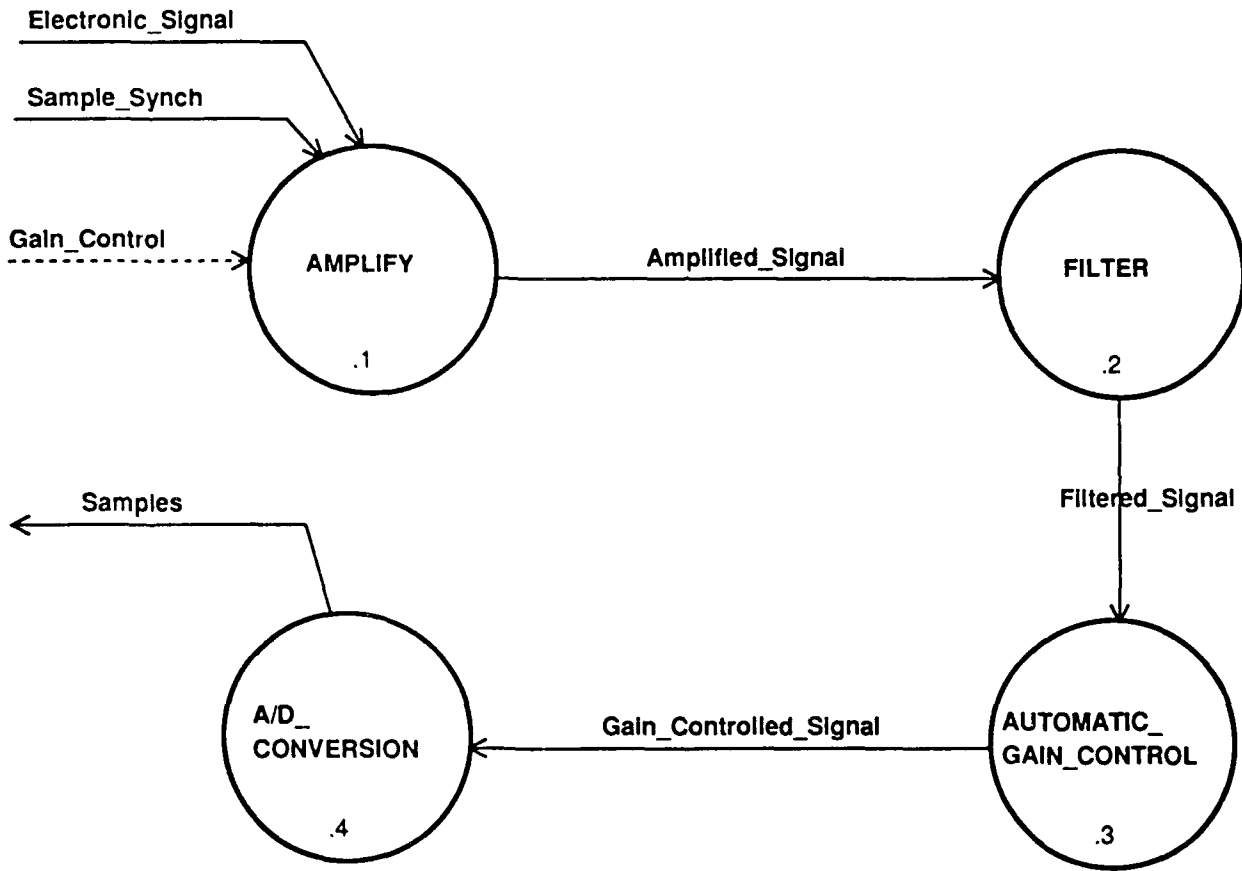 Electronic_Signal
Sample_Synch
Gain_Control
AMPLIFY
.1
Amplified_Signal
FILTER
.2
Filtered_Signal
Samples
A/D_
CONVERSION
.4
Gain_Controlled_Signal
AUTOMATIC_
GAIN_CONTROL
.3